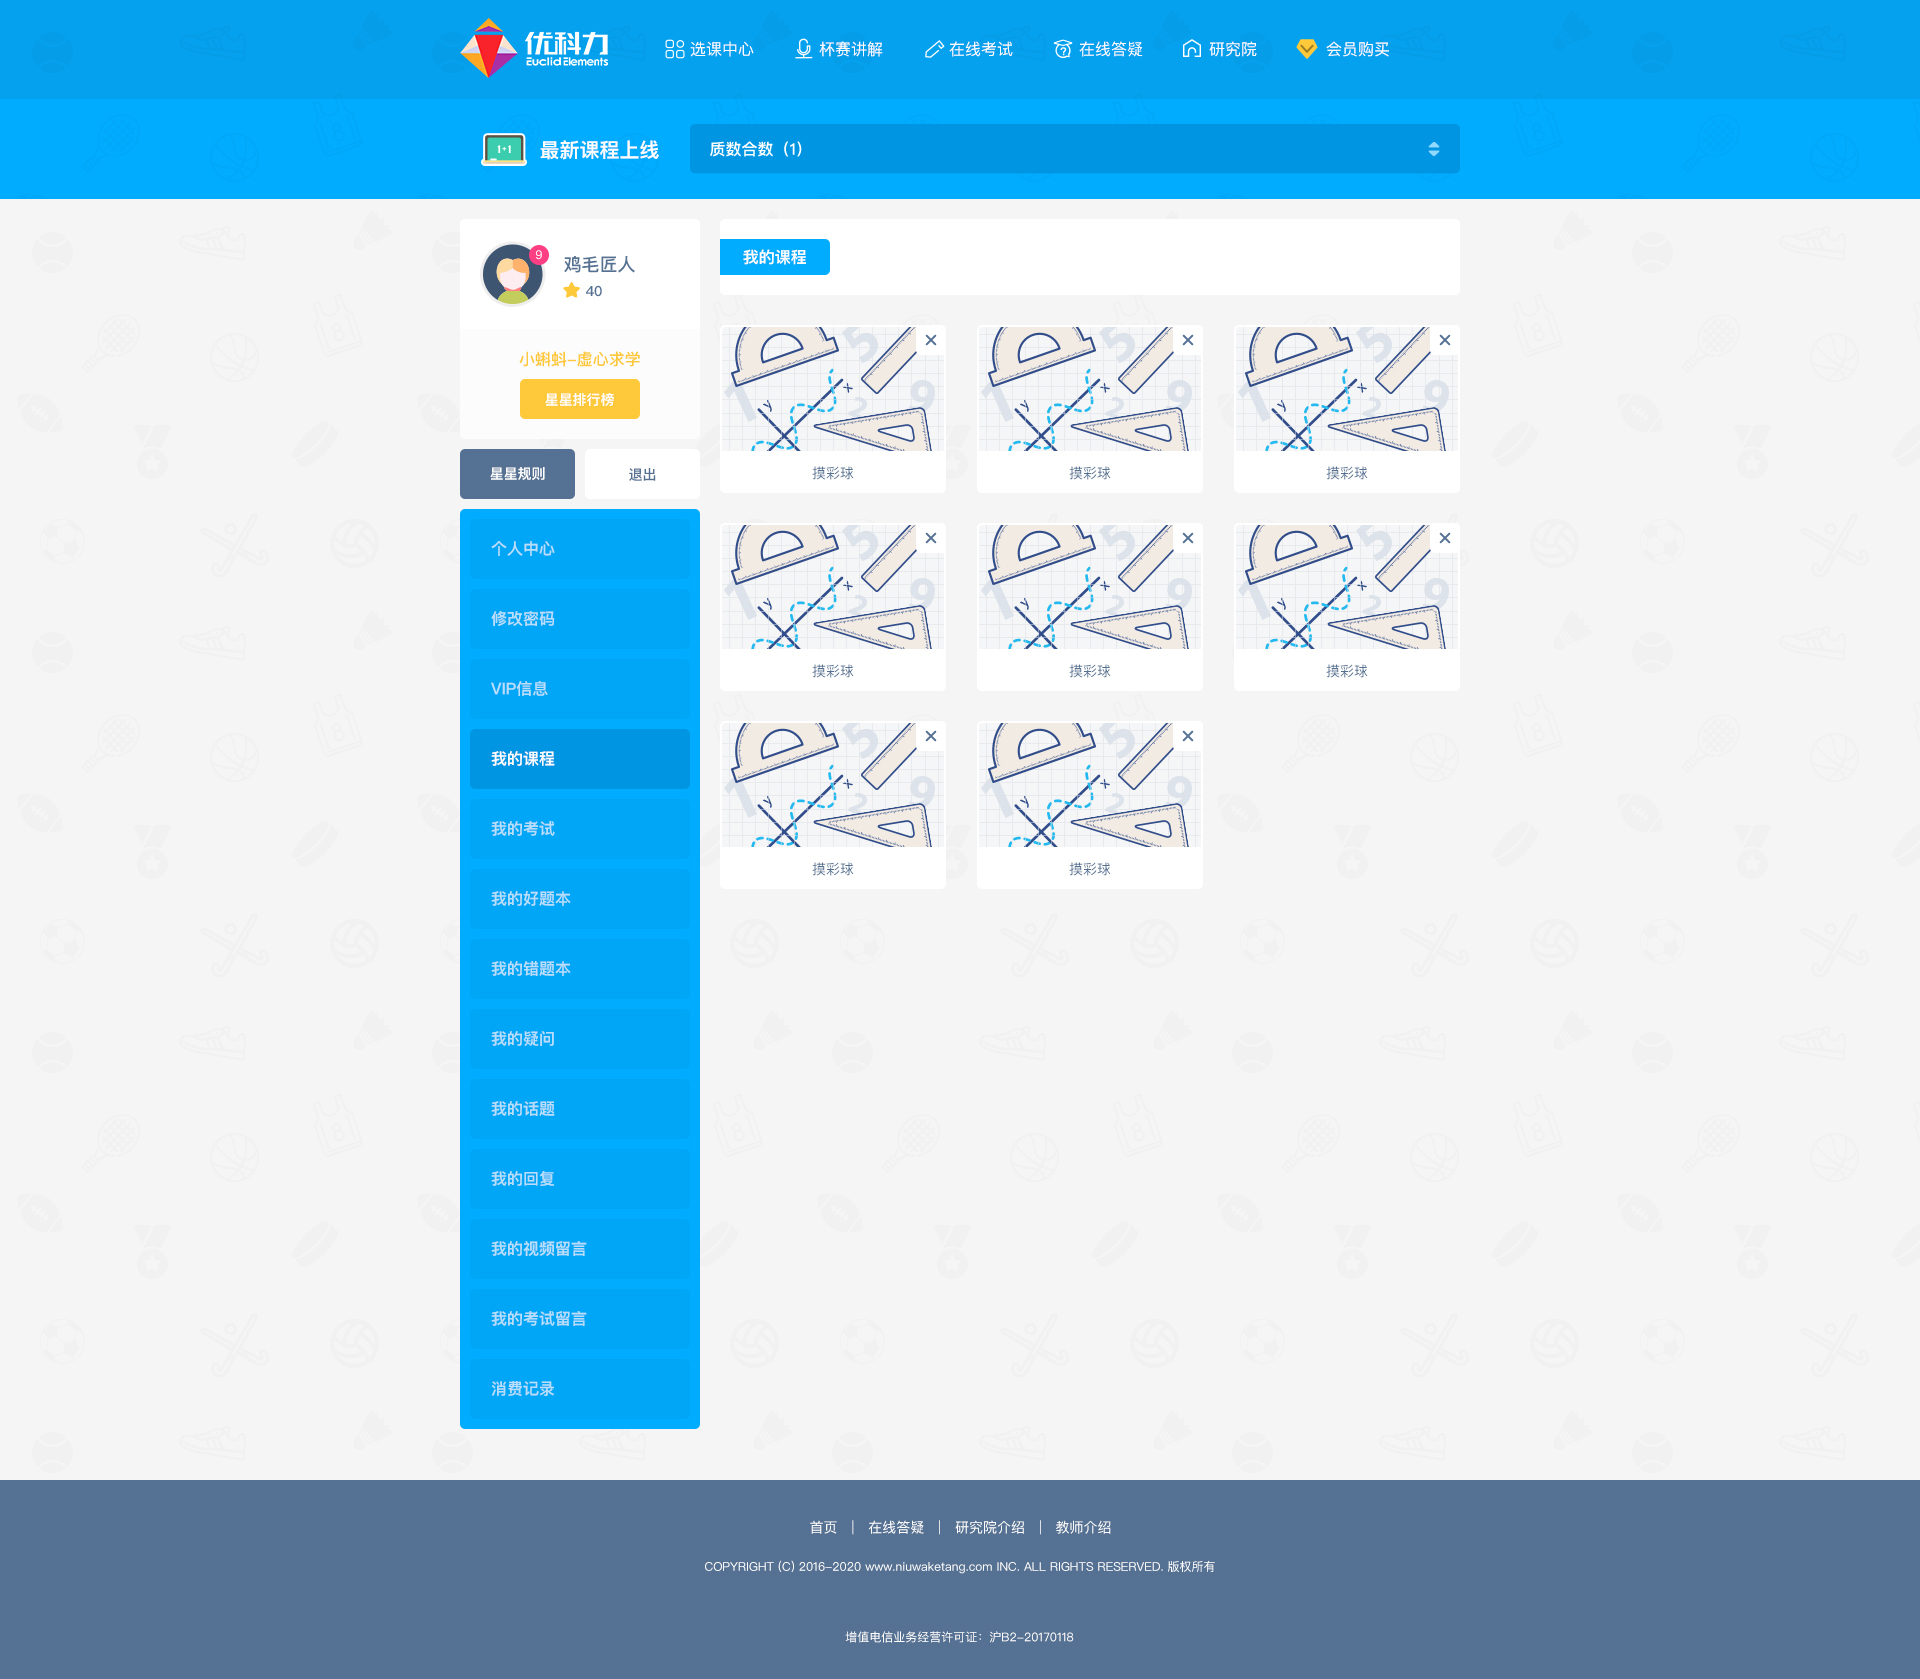 优科力
Euclid Elements
选课中心
杯赛讲解
在线考试
在线答疑
研究院
会员购买
1+1
最新课程上线
质数合数（1）
9
鸡毛匠人
40
小蝌蚪-虚心求学
星星排行榜
星星规则
退出
个人中心
修改密码
VIP信息
我的课程
我的考试
我的好题本
我的错题本
我的疑问
我的话题
我的回复
我的视频留言
我的考试留言
消费记录
我的课程
摸彩球
摸彩球
摸彩球
摸彩球
摸彩球
摸彩球
摸彩球
摸彩球
首页 | 在线答疑 | 研究院介绍 | 教师介绍
COPYRIGHT (C) 2016-2020 www.niuwaketang.com INC. ALL RIGHTS RESERVED. 版权所有
增值电信业务经营许可证：沪B2-20170118